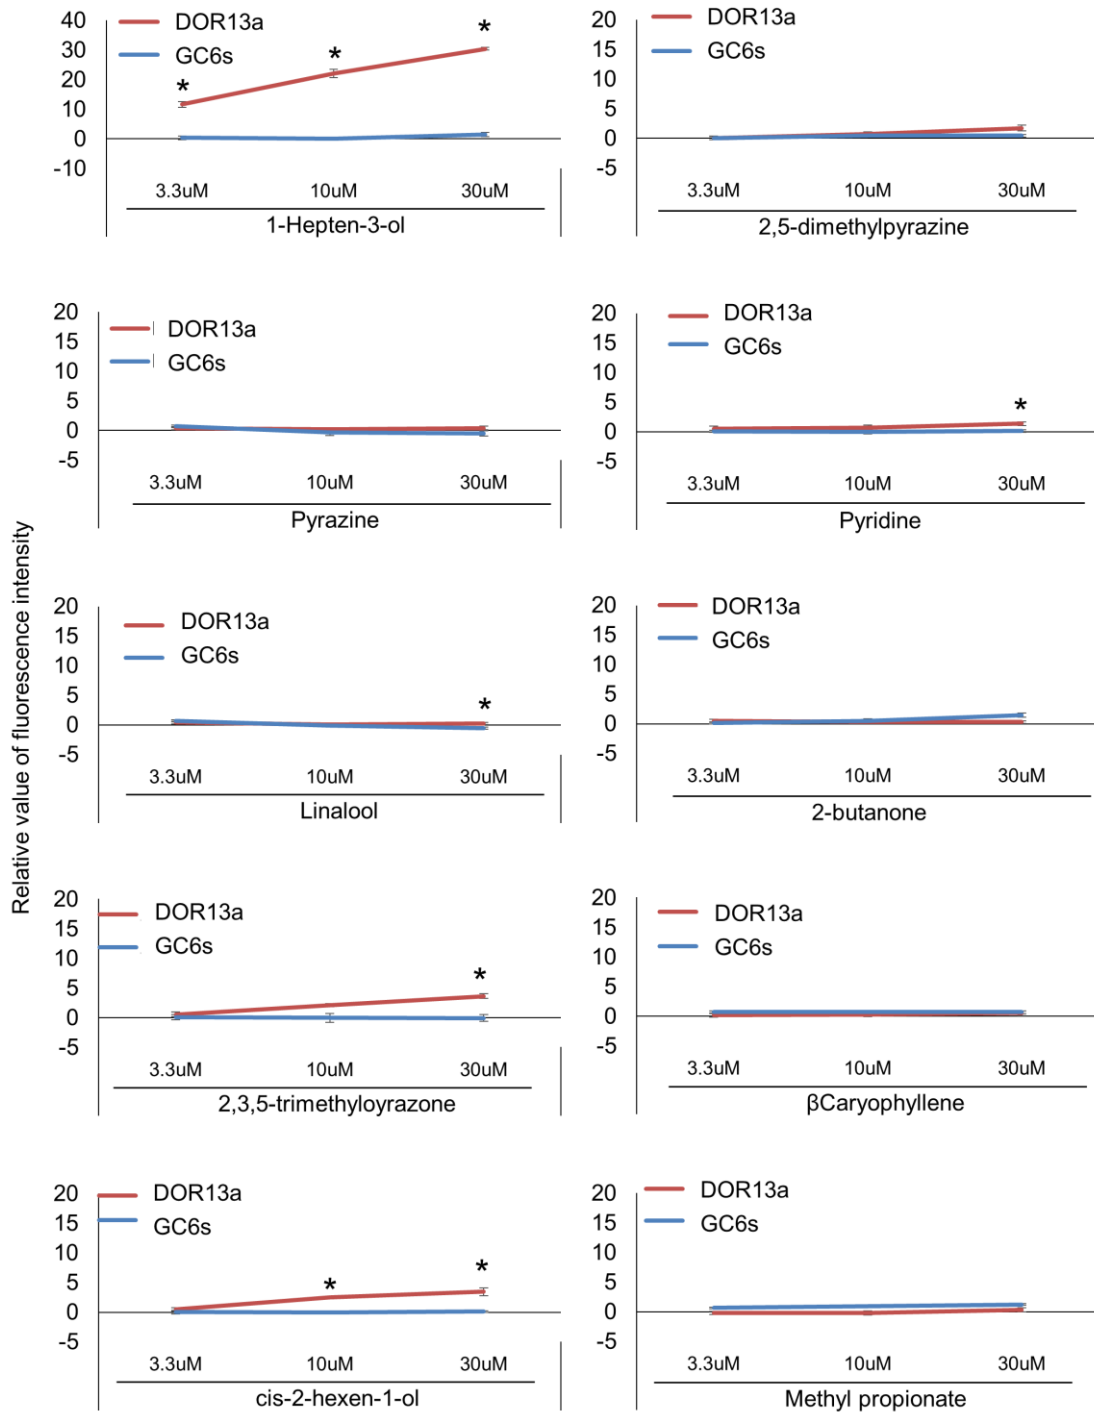 Relative value of fluorescence intensity
40
30
20
10
0
-10
DOR13a
GC6s
*
*
*
3.3uM 10uM 30uM
1-Hepten-3-ol
20
15
10
5
0
-5
DOR13a
GC6s
3.3uM 10uM 30uM
2,5-dimethylpyrazine
20
15
10
5
0
-5
DOR13a
GC6s
3.3uM 10uM 30uM
Pyrazine
20
15
10
5
0
-5
DOR13a
GC6s
*
3.3uM 10uM 30uM
Pyridine
20
15
10
5
0
-5
DOR13a
GC6s
*
3.3uM 10uM 30uM
Linalool
20
15
10
5
0
-5
DOR13a
GC6s
3.3uM 10uM 30uM
2-butanone
20
15
10
5
0
-5
DOR13a
GC6s
*
3.3uM 10uM 30uM
2,3,5-trimethyloyrazone
20
15
10
5
0
-5
DOR13a
GC6s
3.3uM 10uM 30uM
βCaryophyllene
20
15
10
5
0
-5
DOR13a
GC6s
*
*
3.3uM 10uM 30uM
cis-2-hexen-1-ol
20
15
10
5
0
-5
DOR13a
GC6s
3.3uM 10uM 30uM
Methyl propionate